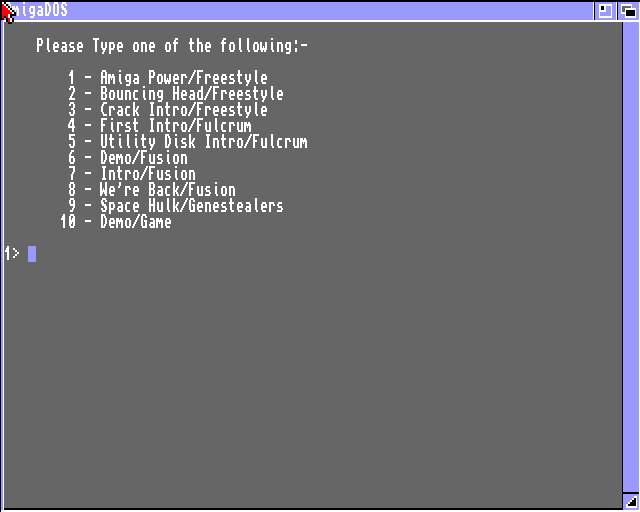 AmigaDOS
Please Type one of the following:-
1 - Amiga Power/Freestyle
2 - Bouncing Head/Freestyle
3 - Crack Intro/Freestyle
4 - First Intro/Fulcrum
5 - Utility Disk Intro/Fulcrum
6 - Demo/Fusion
7 - Intro/Fusion
8 - We're Back/Fusion
9 - Space Hulk/Genestealers
10 - Demo/Game
1>